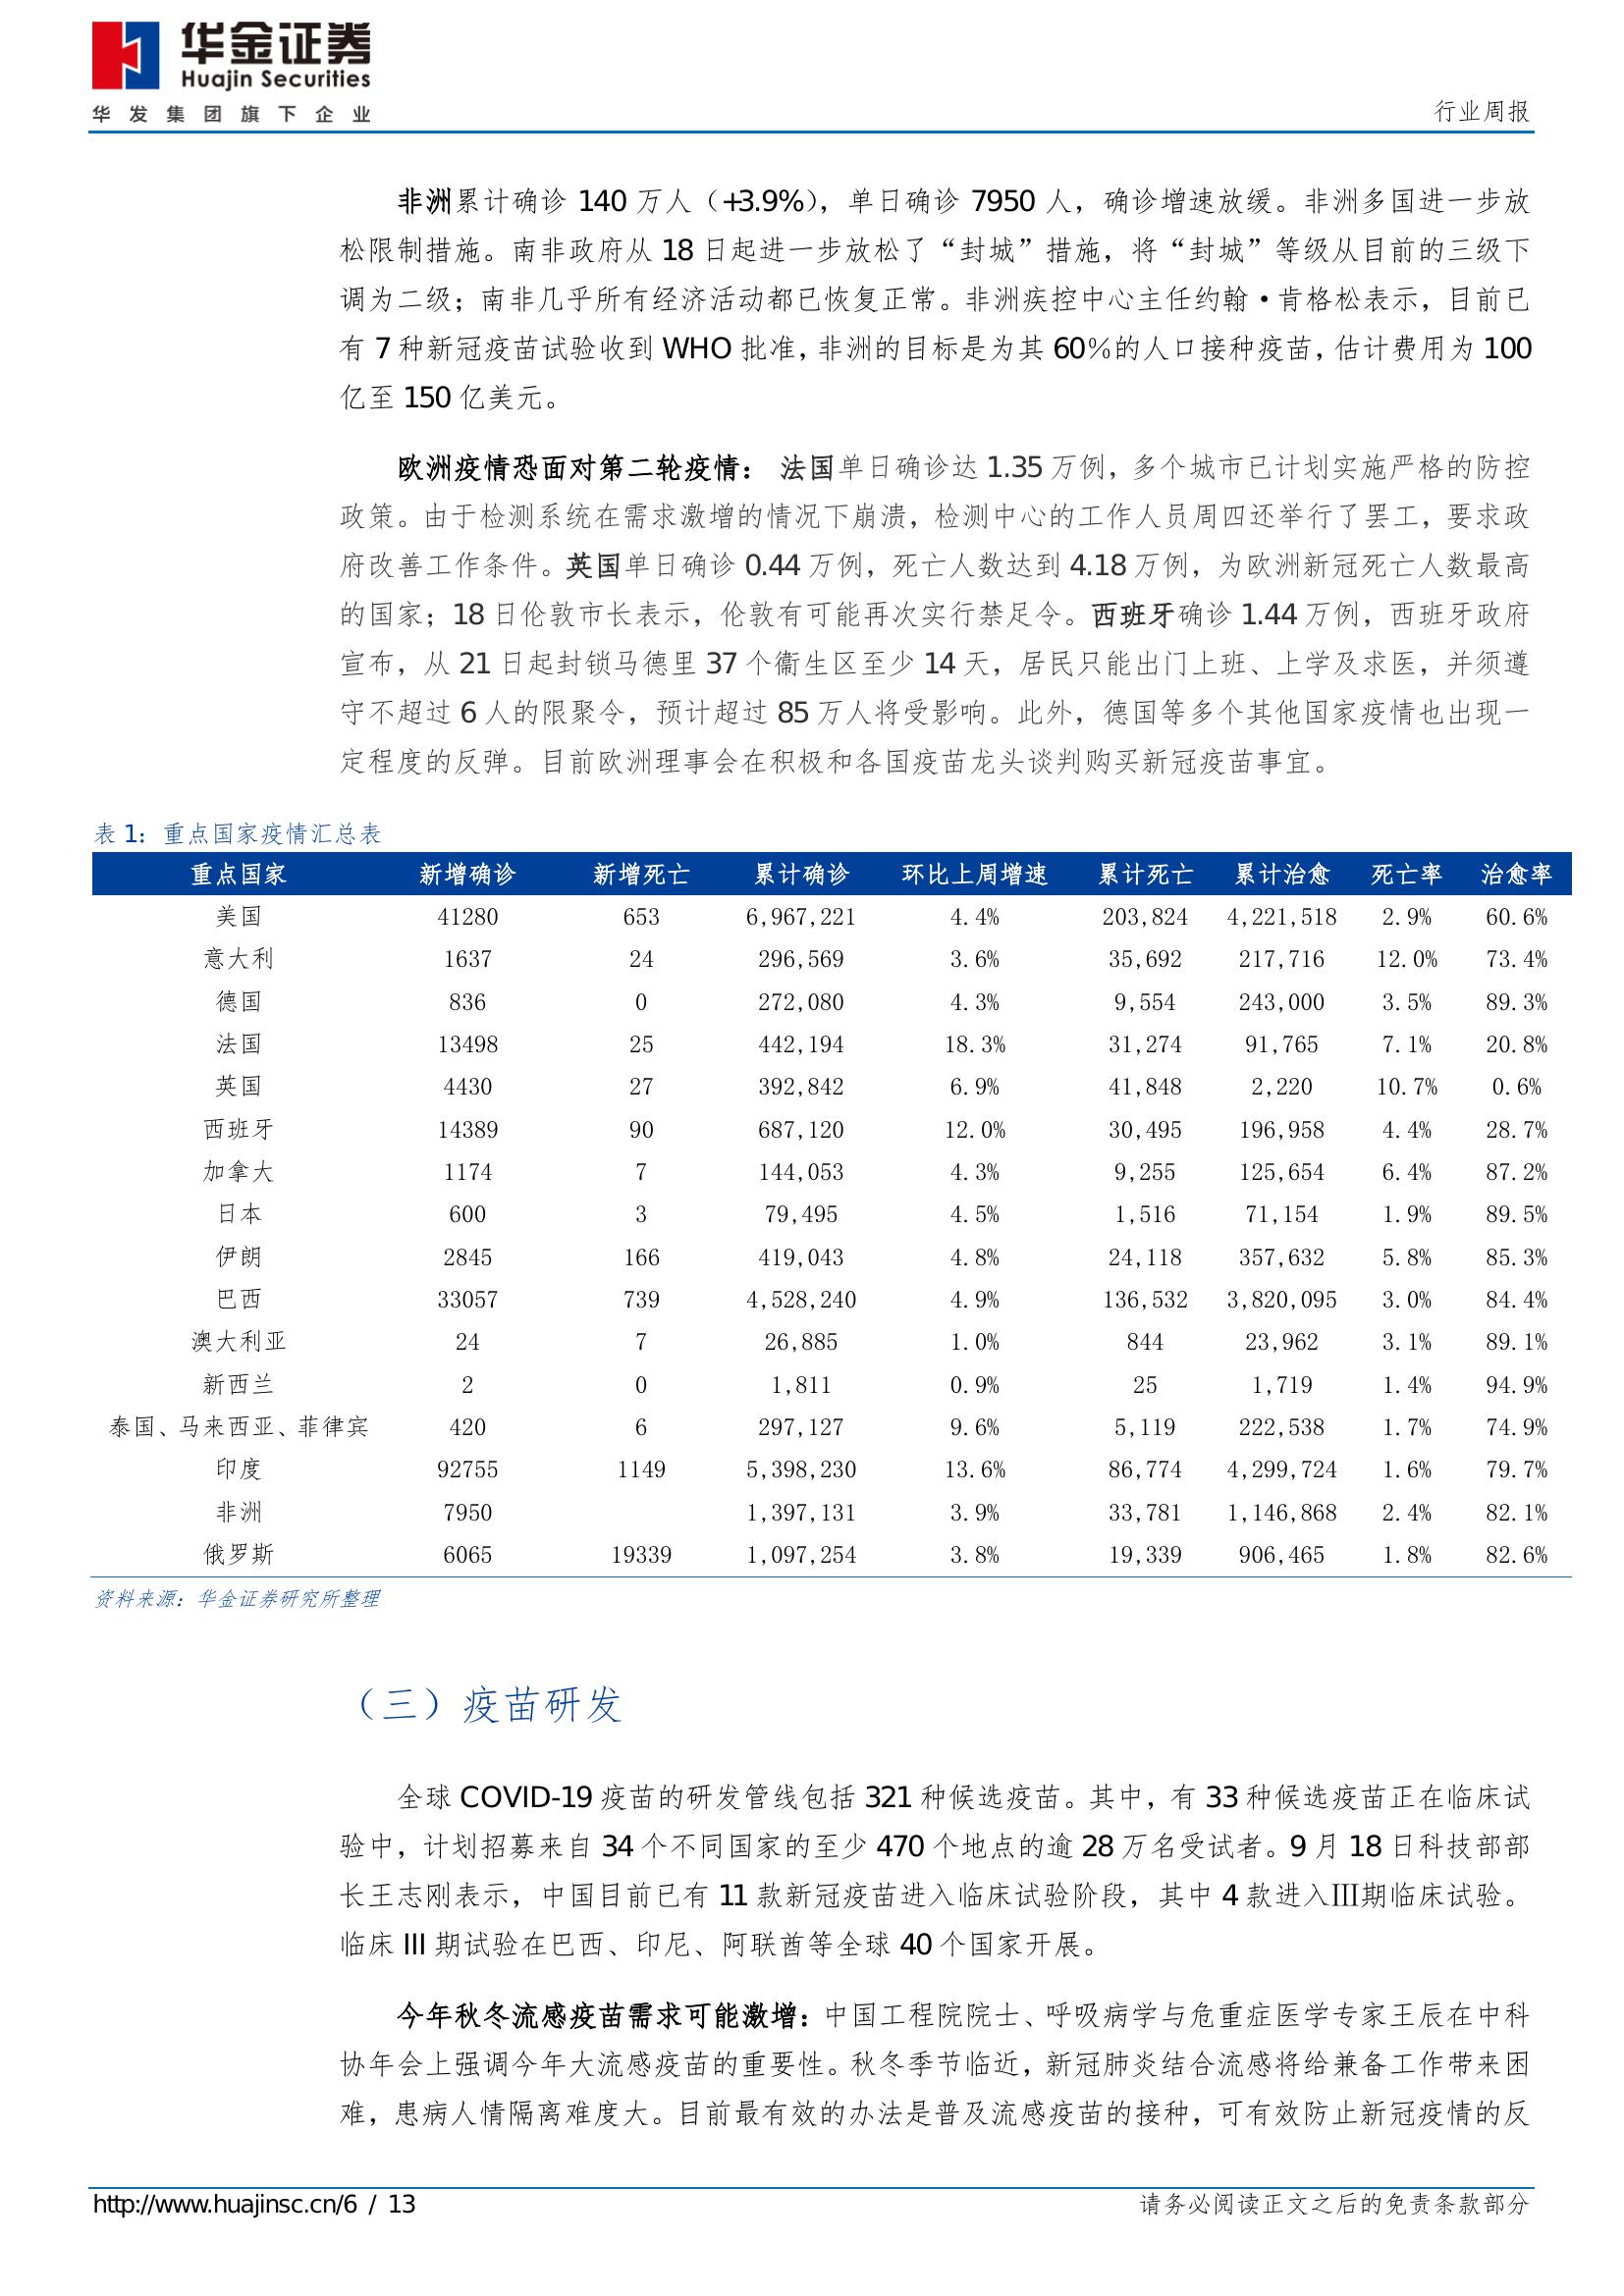 华金证券
Huajin Securities
华发集团旗下企业
行业周报
非洲累计确诊 140 万人（+3.9%），单日确诊 7950 人，确诊增速放缓。非洲多国进一步放
松限制措施。南非政府从 18 日起进一步放松了“封城”措施，将“封城”等级从目前的三级下
调为二级；南非几乎所有经济活动都已恢复正常。非洲疾控中心主任约翰·肯格松表示，目前已
有 7 种新冠疫苗试验收到 WHO 批准，非洲的目标是为其 60%的人口接种疫苗，估计费用为 100
亿至 150 亿美元。
欧洲疫情恐面对第二轮疫情： 法国单日确诊达 1.35 万例，多个城市已计划实施严格的防控
政策。由于检测系统在需求激增的情况下崩溃，检测中心的工作人员周四还举行了罢工，要求政
府改善工作条件。英国单日确诊 0.44 万例，死亡人数达到 4.18 万例，为欧洲新冠死亡人数最高
的国家；18 日伦敦市长表示，伦敦有可能再次实行禁足令。西班牙确诊 1.44 万例，西班牙政府
宣布，从 21 日起封锁马德里 37 个衞生区至少 14 天，居民只能出门上班、上学及求医，并须遵
守不超过 6 人的限聚令，预计超过 85 万人将受影响。此外，德国等多个其他国家疫情也出现一
定程度的反弹。目前欧洲理事会在积极和各国疫苗龙头谈判购买新冠疫苗事宜。
表 1：重点国家疫情汇总表
重点国家 新增确诊 新增死亡 累计确诊 环比上周增速 累计死亡 累计治愈 死亡率 治愈率
美国 41280 653 6,967,221 4.4% 203,824 4,221,518 2.9% 60.6%
意大利 1637 24 296,569 3.6% 35,692 217,716 12.0% 73.4%
德国 836 0 272,080 4.3% 9,554 243,000 3.5% 89.3%
法国 13498 25 442,194 18.3% 31,274 91,765 7.1% 20.8%
英国 4430 27 392,842 6.9% 41,848 2,220 10.7% 0.6%
西班牙 14389 90 687,120 12.0% 30,495 196,958 4.4% 28.7%
加拿大 1174 7 144,053 4.3% 9,255 125,654 6.4% 87.2%
日本 600 3 79,495 4.5% 1,516 71,154 1.9% 89.5%
伊朗 2845 166 419,043 4.8% 24,118 357,632 5.8% 85.3%
巴西 33057 739 4,528,240 4.9% 136,532 3,820,095 3.0% 84.4%
澳大利亚 24 7 26,885 1.0% 844 23,962 3.1% 89.1%
新西兰 2 0 1,811 0.9% 25 1,719 1.4% 94.9%
泰国、马来西亚、菲律宾 420 6 297,127 9.6% 5,119 222,538 1.7% 74.9%
印度 92755 1149 5,398,230 13.6% 86,774 4,299,724 1.6% 79.7%
非洲 7950 1,397,131 3.9% 33,781 1,146,868 2.4% 82.1%
俄罗斯 6065 19339 1,097,254 3.8% 19,339 906,465 1.8% 82.6%
资料来源：华金证券研究所整理
（三）疫苗研发
全球 COVID-19 疫苗的研发管线包括 321 种候选疫苗。其中，有 33 种候选疫苗正在临床试
验中，计划招募来自 34 个不同国家的至少 470 个地点的逾 28 万名受试者。9 月 18 日科技部部
长王志刚表示，中国目前已有 11 款新冠疫苗进入临床试验阶段，其中 4 款进入Ⅲ期临床试验。
临床 III 期试验在巴西、印尼、阿联酋等全球 40 个国家开展。
今年秋冬流感疫苗需求可能激增：中国工程院院士、呼吸病学与危重症医学专家王辰在中科
协年会上强调今年大流感疫苗的重要性。秋冬季节临近，新冠肺炎结合流感将给兼备工作带来困
难，患病人情隔离难度大。目前最有效的办法是普及流感疫苗的接种，可有效防止新冠疫情的反
http://www.huajinsc.cn/6 / 13
请务必阅读正文之后的免责条款部分